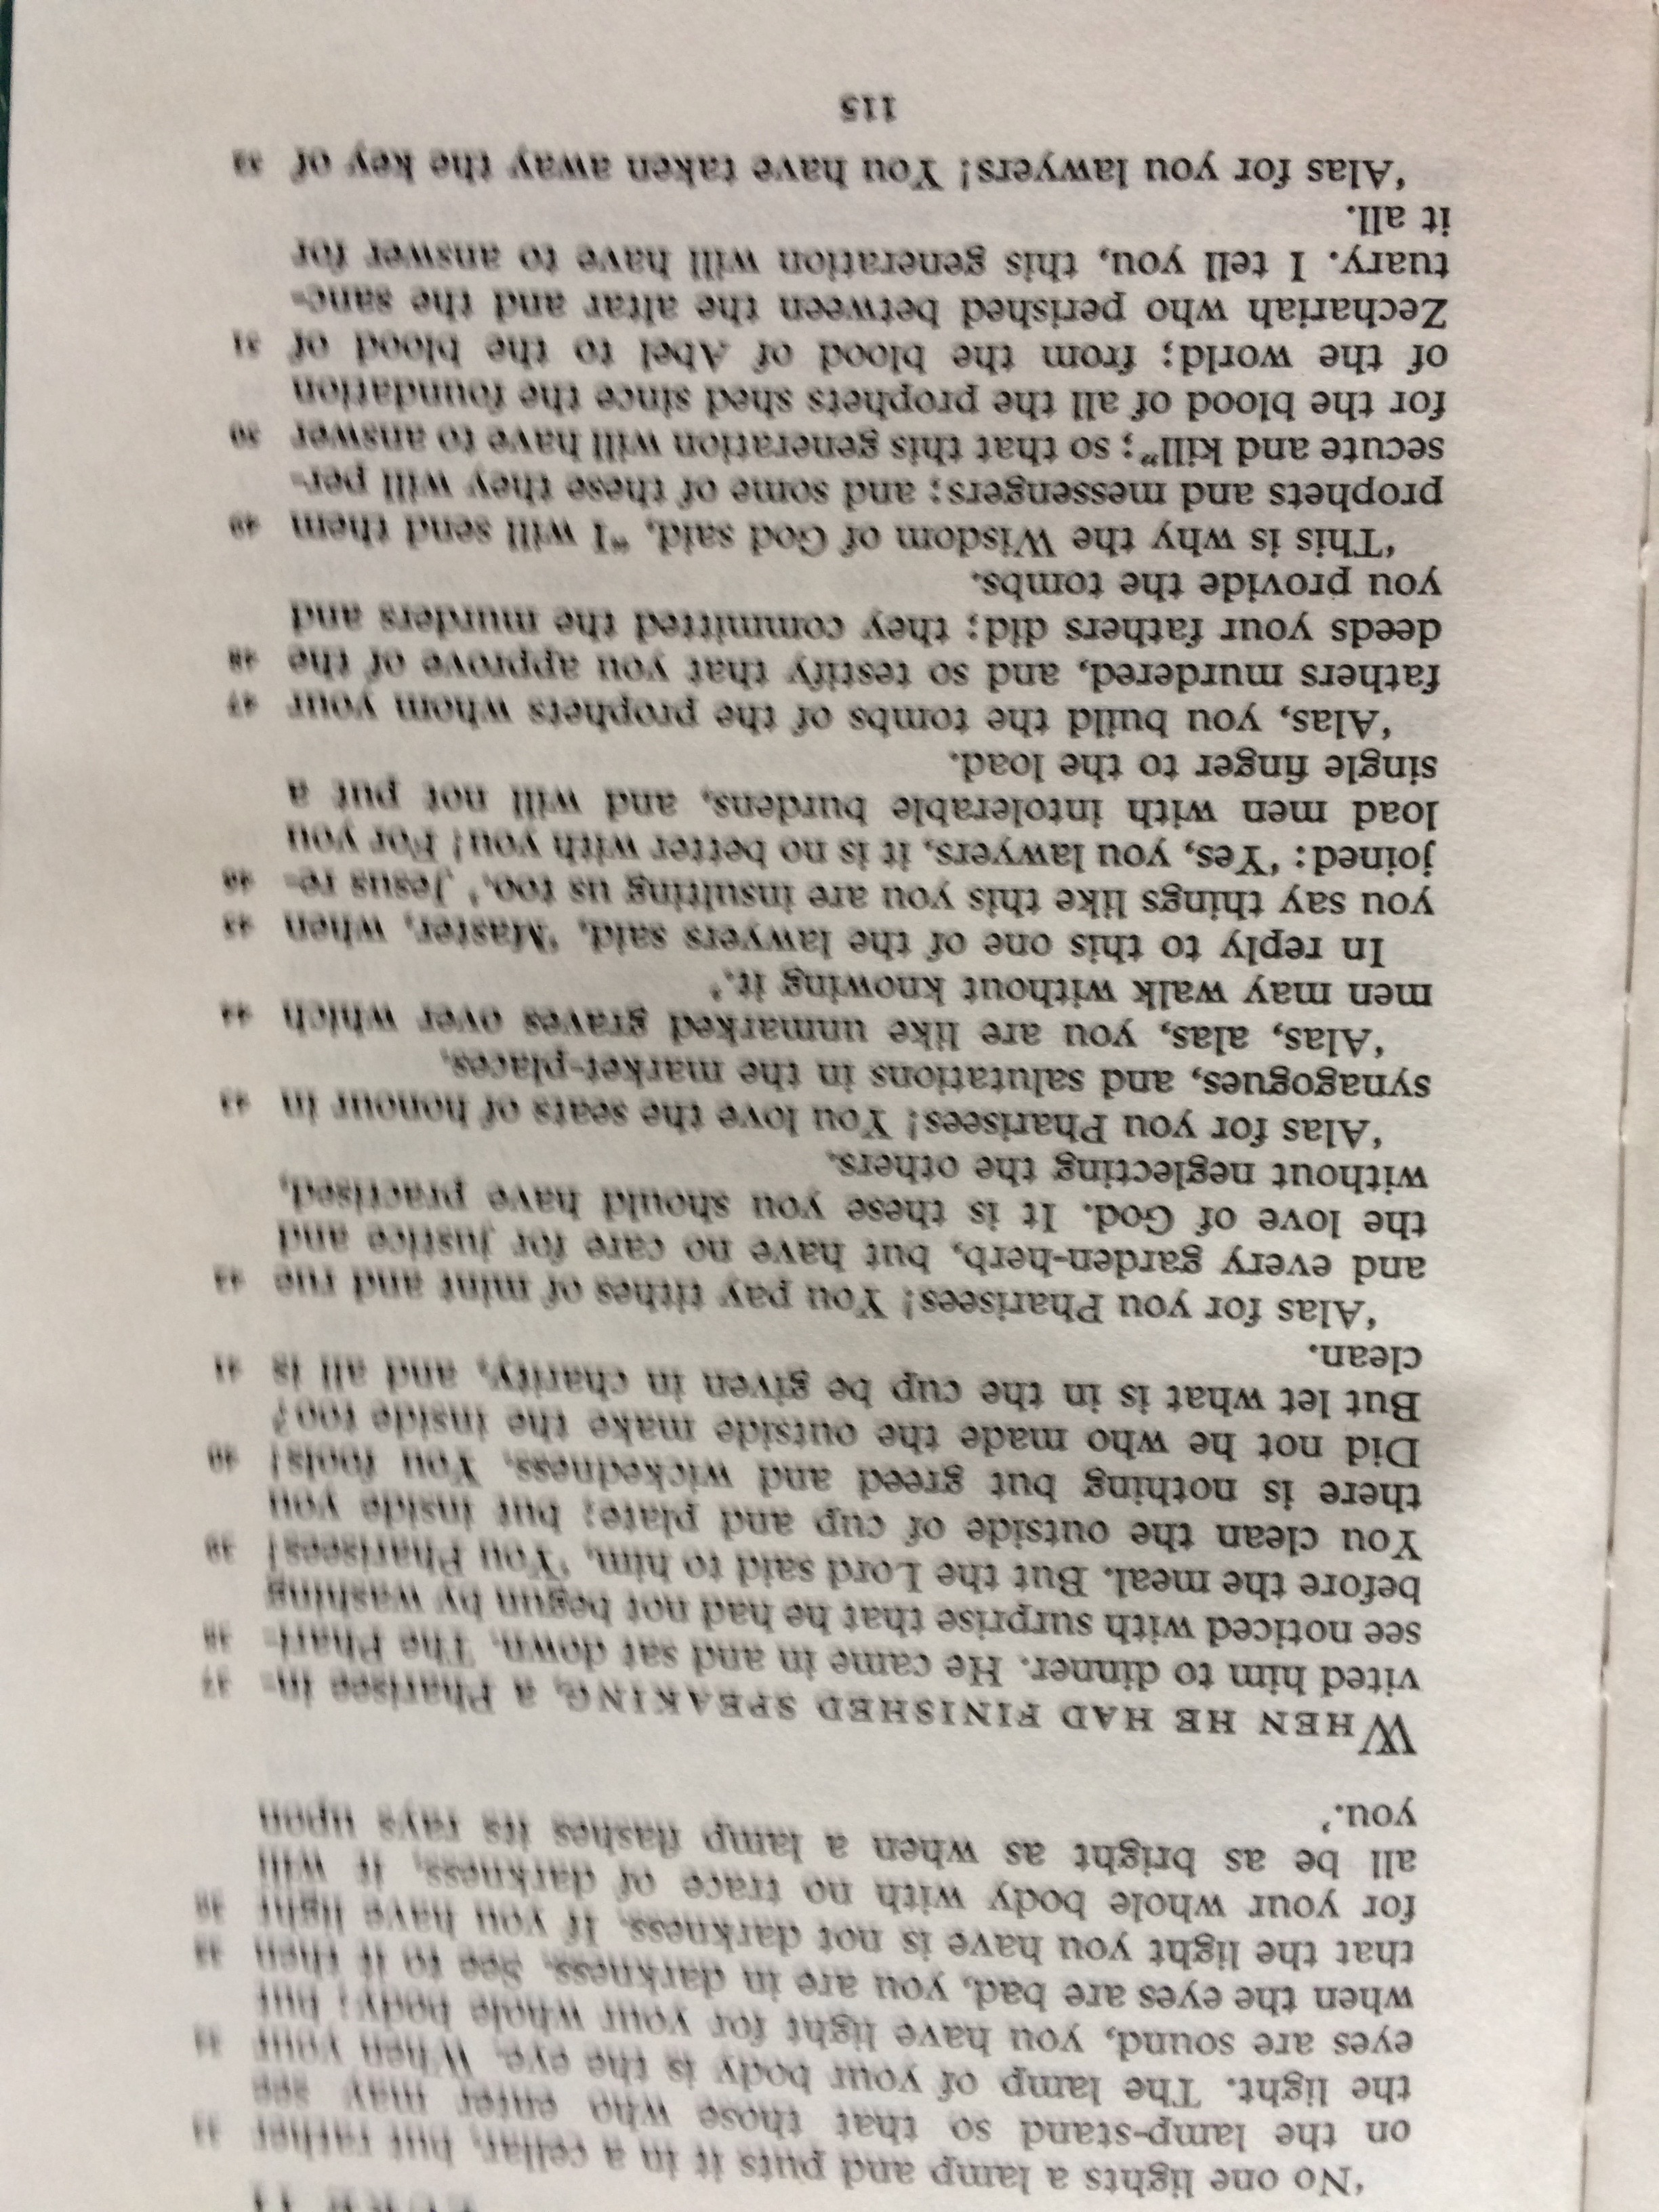 LUKE 11
'No one lights a lamp and puts it in a cellar, but rather 33
on the lamp-stand so that those who enter may see
the light. The lamp of your body is the eye. When your 34
eyes are sound, you have light for your whole body; but
when the eyes are bad, you are in darkness. See to it then 35
that the light you have is not darkness. If you have light 36
for your whole body with no trace of darkness, it will
all be as bright as when a lamp flashes its rays upon
you.'
WHEN HE HAD FINISHED SPEAKING, a Pharisee in- 37
vited him to dinner. He came in and sat down. The Phari- 38
see noticed with surprise that he had not begun by washing
before the meal. But the Lord said to him, 'You Pharisees! 39
You clean the outside of cup and plate; but inside you
there is nothing but greed and wickedness. You fools! 40
Did not he who made the outside make the inside too?
But let what is in the cup be given in charity, and all is 41
clean.
'Alas for you Pharisees! You pay tithes of mint and rue 42
and every garden-herb, but have no care for justice and
the love of God. It is these you should have practised,
without neglecting the others.
'Alas for you Pharisees! You love the seats of honour in 43
synagogues, and salutations in the market-places.
'Alas, alas, you are like unmarked graves over which 44
men may walk without knowing it.'
In reply to this one of the lawyers said, 'Master, when 45
you say things like this you are insulting us too.' Jesus re- 46
joined: 'Yes, you lawyers, it is no better with you! For you
load men with intolerable burdens, and will not put a
single finger to the load.
'Alas, you build the tombs of the prophets whom your 47
fathers murdered, and so testify that you approve of the 48
deeds your fathers did; they committed the murders and
you provide the tombs.
'This is why the Wisdom of God said, "I will send them 49
prophets and messengers; and some of these they will per-
secute and kill"; so that this generation will have to answer 50
for the blood of all the prophets shed since the foundation
of the world; from the blood of Abel to the blood of 51
Zechariah who perished between the altar and the sanc-
tuary. I tell you, this generation will have to answer for
it all.
'Alas for you lawyers! You have taken away the key of 52
115